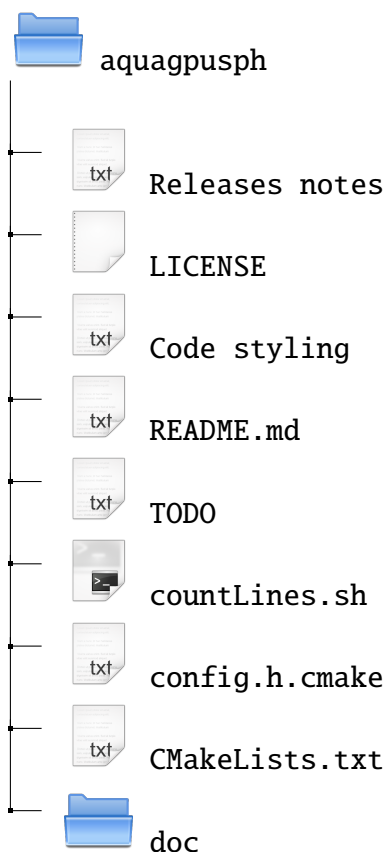 aquagpusph
txt Releases notes
LICENSE
txt Code styling
txt README.md
txt TODO
>_ countLines.sh
txt config.h.cmake
txt CMakeLists.txt
doc